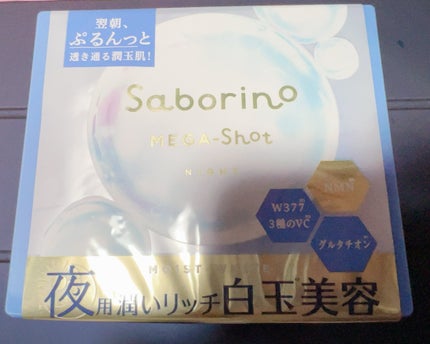 翌朝、
ぷるんっと
透き通る潤玉肌!
Saborino
MEGA-Shot
NIGHT
NMN
W377
3種のVC
グルタチオン
MOIST
夜用潤いリッチ白玉美容